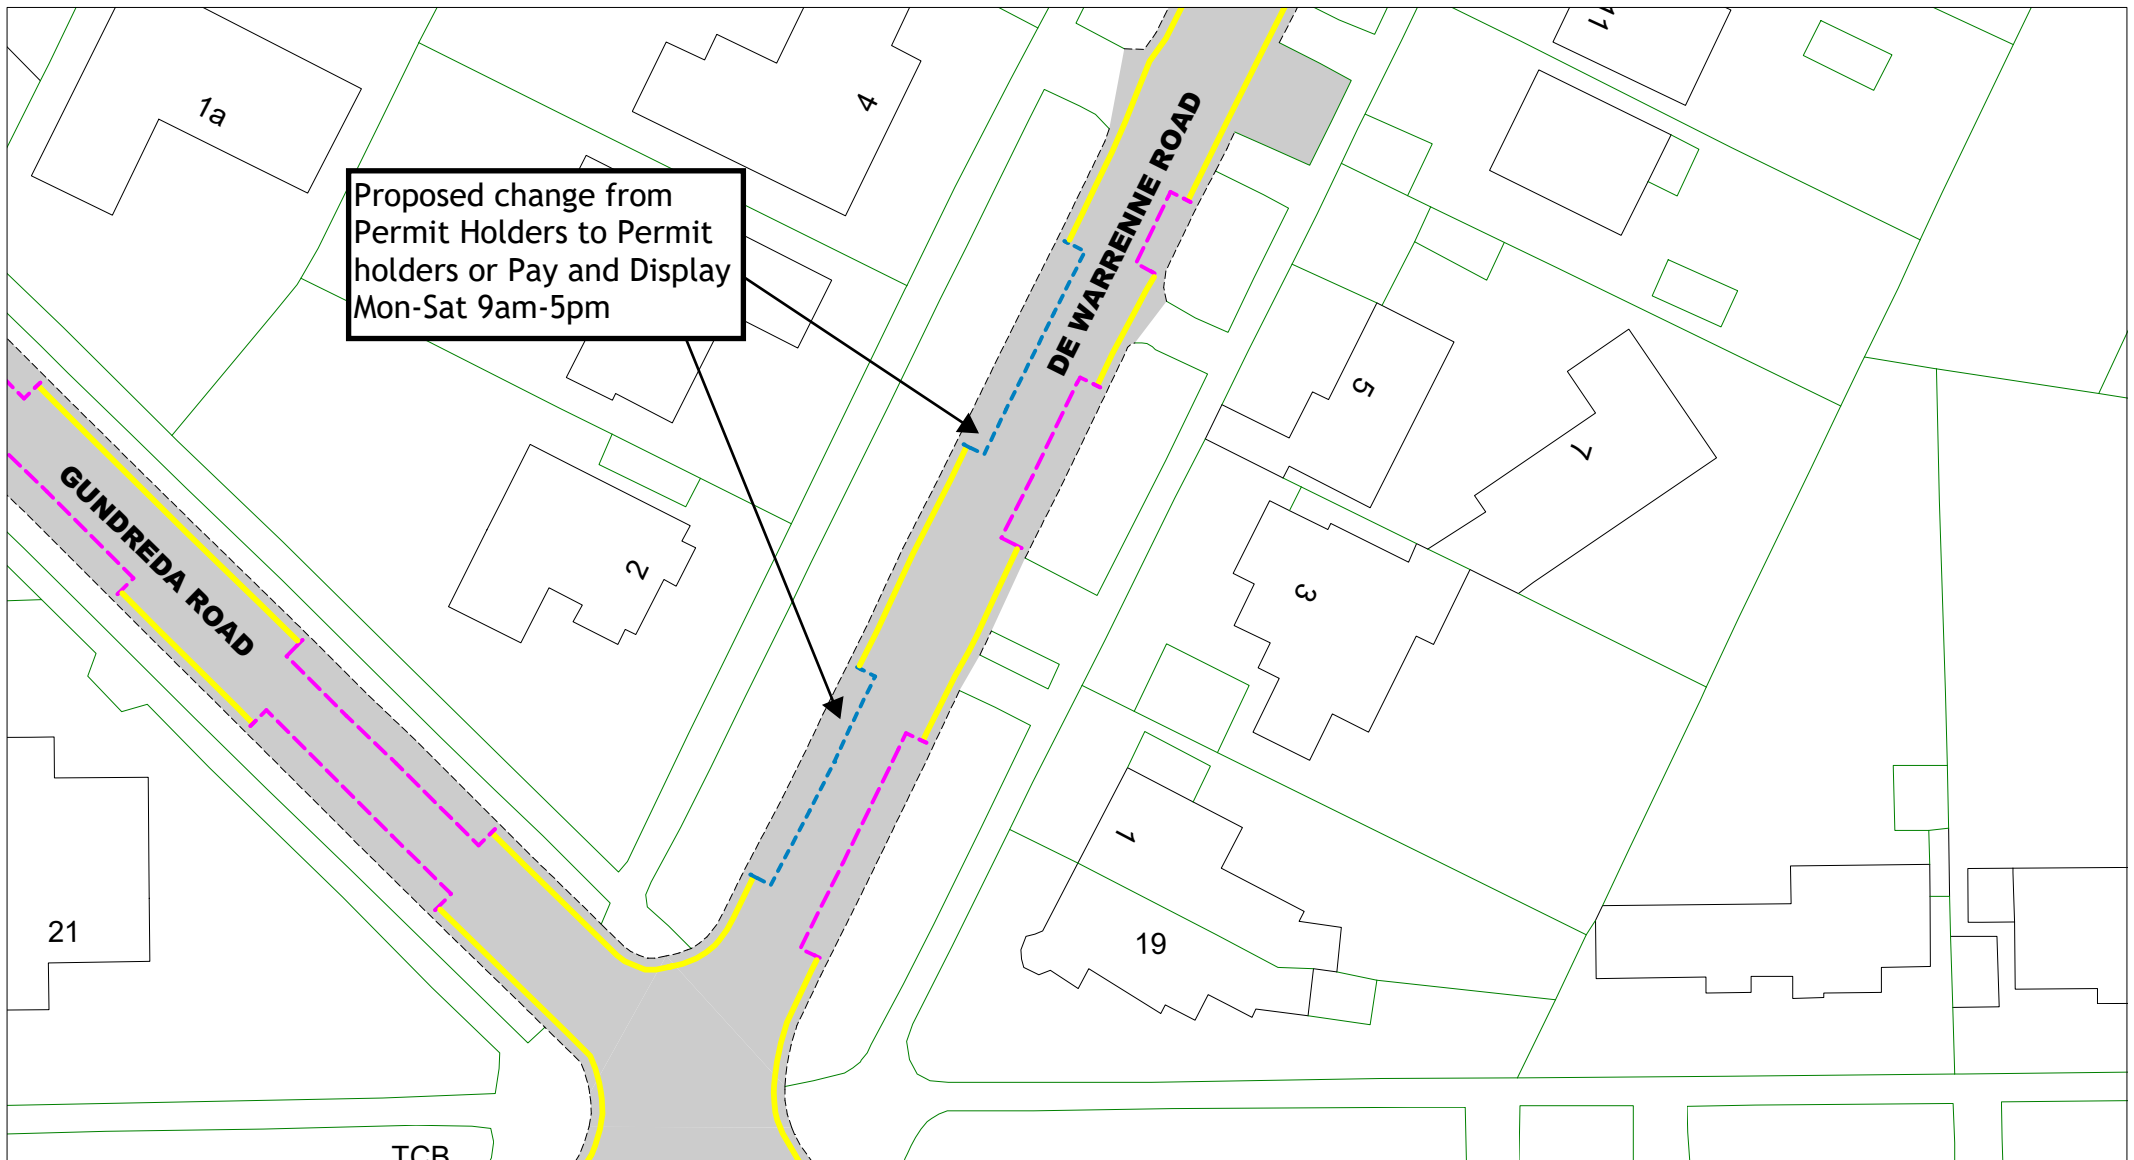 11
1a
4
DE WARRENNE ROAD
Proposed change from
Permit Holders to Permit
holders or Pay and Display
Mon-Sat 9am-5pm
5
7
GUNDREDA ROAD
2
3
1
21
19
TCB